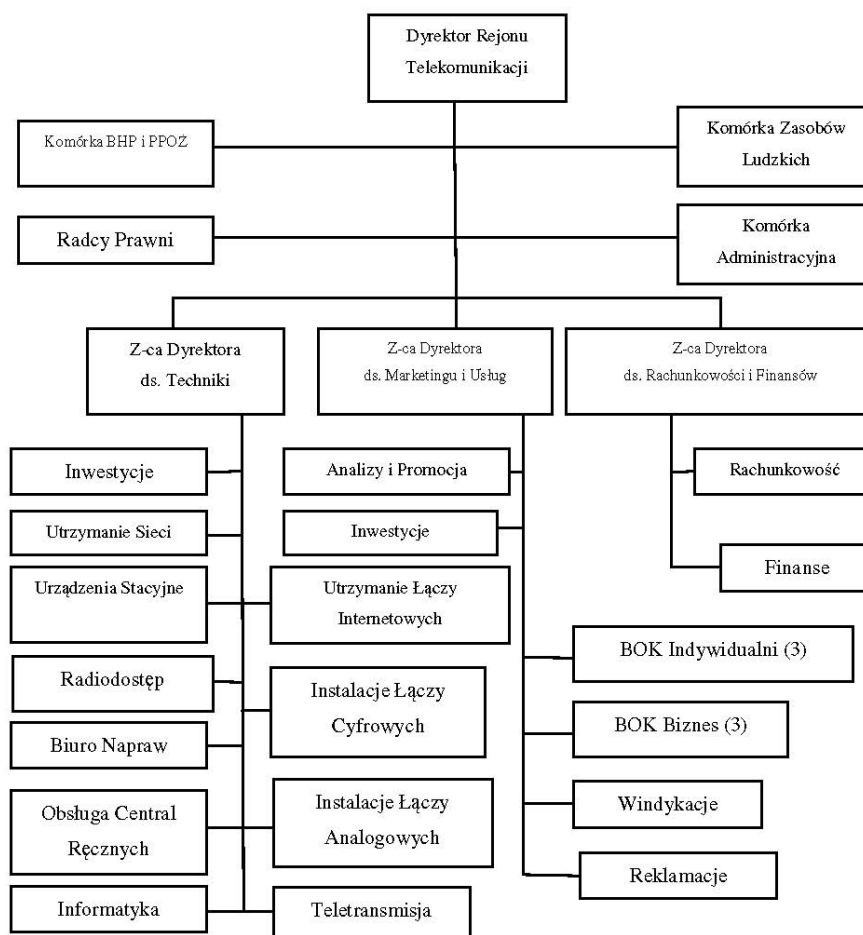 Dyrektor Rejonu
Telekomunikacji
Komórka BHP i PPOŻ
Komórka Zasobów
Ludzkich
Radcy Prawni
Komórka
Administracyjna
Z-ca Dyrektora
ds. Techniki
Z-ca Dyrektora
ds. Marketingu i Usług
Z-ca Dyrektora
ds. Rachunkowości i Finansów
Inwestycje
Analizy i Promocja
Rachunkowość
Utrzymanie Sieci
Inwestycje
Finanse
Urządzenia Stacyjne
Utrzymanie Łączy
Internetowych
BOK Indywidualni (3)
Radiodostęp
Instalacje Łączy
Cyfrowych
BOK Biznes (3)
Biuro Napraw
Obsługa Central
Ręcznych
Instalacje Łączy
Analogowych
Windykacje
Reklamacje
Informatyka
Teletransmisja